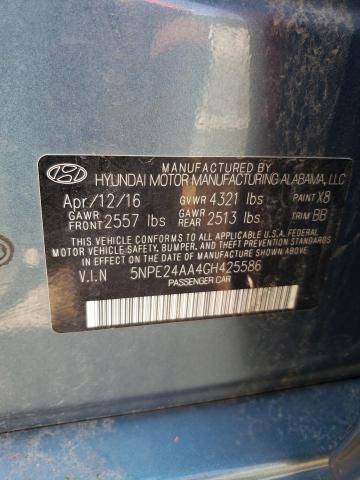 MANUFACTURED BY
HYUNDAI MOTOR MANUFACTURING ALABAMA, LLC
Apr/12/16 GVWR 4321 lbs PAINT X8
GAWR FRONT 2557 lbs GAWR REAR 2513 lbs TRIM BB
THIS VEHICLE CONFORMS TO ALL APPLICABLE
FEDERAL MOTOR VEHICLE SAFETY, BUMPER, AND THEFT
PREVENTION STANDARDS IN EFFECT ON THE DATE OF
MANUFACTURE SHOWN ABOVE.
V.I.N 5NPE24AA4GH425586
PASSENGER CAR